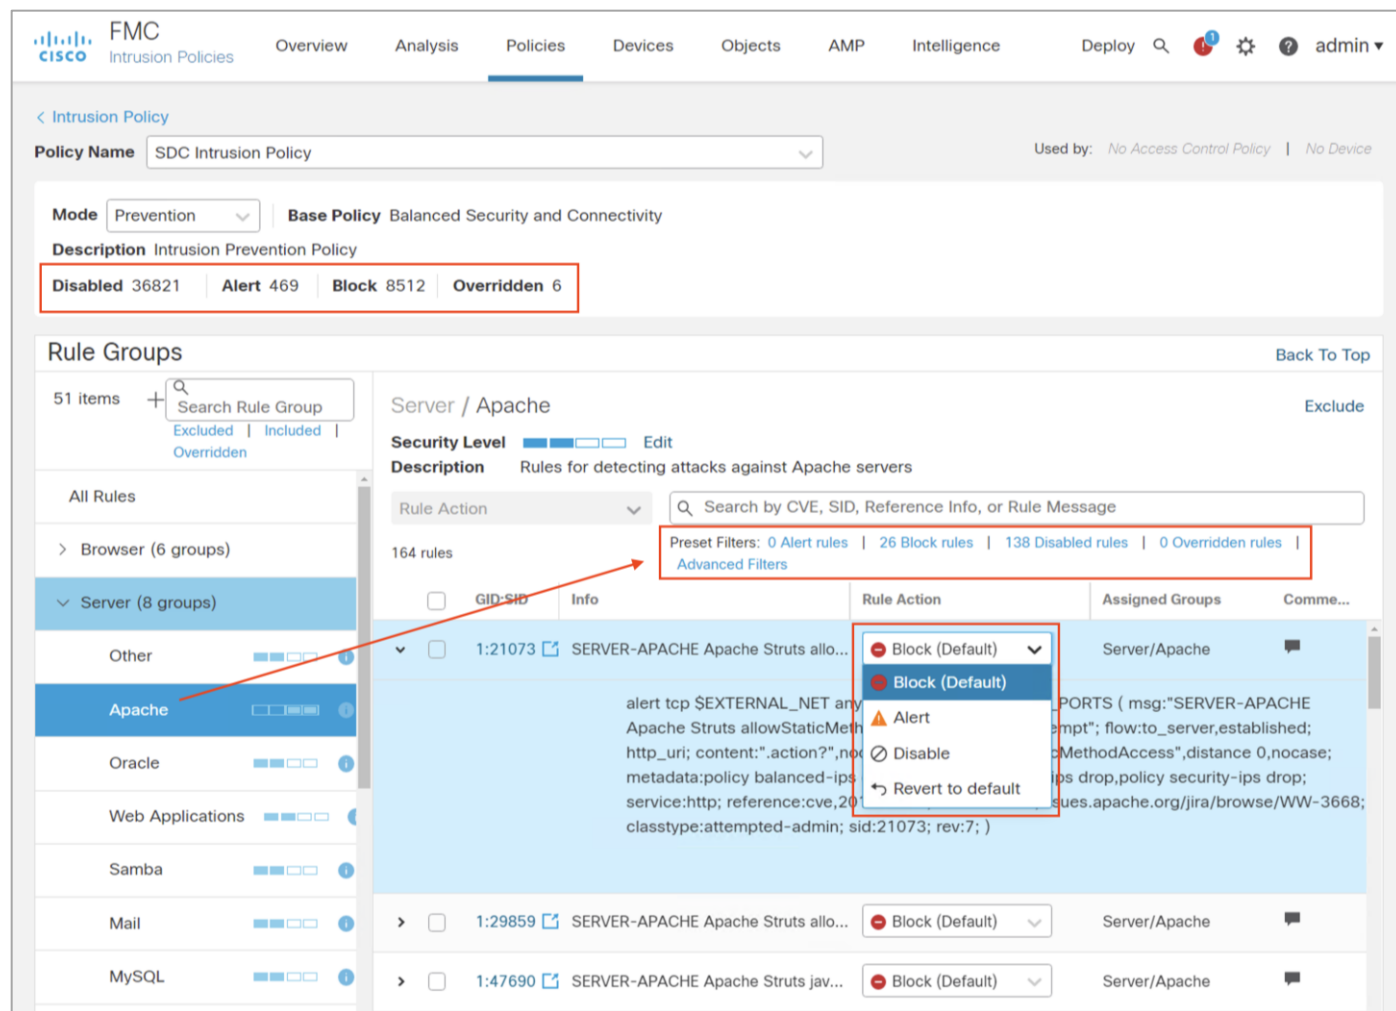 FMC
CISCO Intrusion Policies
Overview Analysis Policies Devices Objects AMP Intelligence Deploy 1 ? admin
Intrusion Policy
Policy Name SDC Intrusion Policy Used by: No Access Control Policy | No Device
Mode Prevention Base Policy Balanced Security and Connectivity
Description Intrusion Prevention Policy
Disabled 36821 Alert 469 Block 8512 Overridden 6
Rule Groups
Back To Top
51 items + Search Rule Group
Excluded | Included |
Overridden
All Rules
> Browser (6 groups)
Server (8 groups)
Other
Apache
Oracle
Web Applications
Samba
Mail
MySQL
Server / Apache Exclude
Security Level Edit
Description Rules for detecting attacks against Apache servers
Rule Action Search by CVE, SID, Reference Info, or Rule Message
164 rules
Preset Filters: 0 Alert rules | 26 Block rules | 138 Disabled rules | 0 Overridden rules |
Advanced Filters
GID:SID Info Rule Action Assigned Groups Comme...
1:21073 SERVER-APACHE Apache Struts allo... Block (Default) Server/Apache
Block (Default)
Alert
Disable
Revert to default
alert tcp $EXTERNAL_NET any PORTS ( msg:"SERVER-APACHE
Apache Struts allowStaticMeth empt"; flow:to_server,established;
http_uri; content:".action?",noc cMethodAccess",distance 0,nocase;
metadata:policy balanced-ips ips drop,policy security-ips drop;
service:http; reference:cve,201 sues.apache.org/jira/browse/WW-3668;
classtype:attempted-admin; sid:21073; rev:7; )
> 1:29859 SERVER-APACHE Apache Struts allo... Block (Default) Server/Apache
> 1:47690 SERVER-APACHE Apache Struts jav... Block (Default) Server/Apache